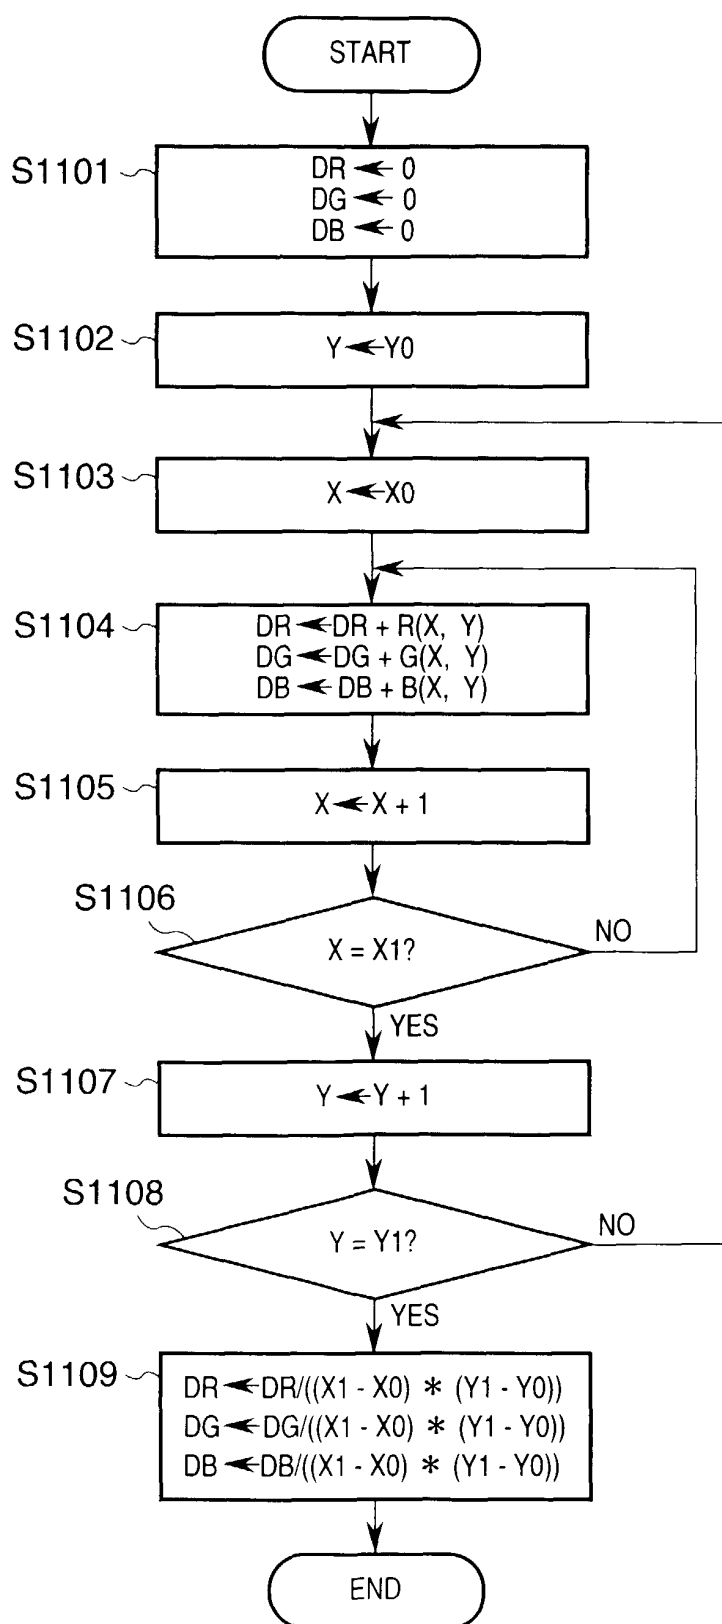 START
S1101
DR ← 0
DG ← 0
DB ← 0
S1102
Y ← Y0
S1103
X ← X0
S1104
DR ← DR + R(X, Y)
DG ← DG + G(X, Y)
DB ← DB + B(X, Y)
S1105
X ← X + 1
S1106
X = X1?
NO
YES
S1107
Y ← Y + 1
S1108
Y = Y1?
NO
YES
S1109
DR ← DR/((X1 - X0) * (Y1 - Y0))
DG ← DG/((X1 - X0) * (Y1 - Y0))
DB ← DB/((X1 - X0) * (Y1 - Y0))
END